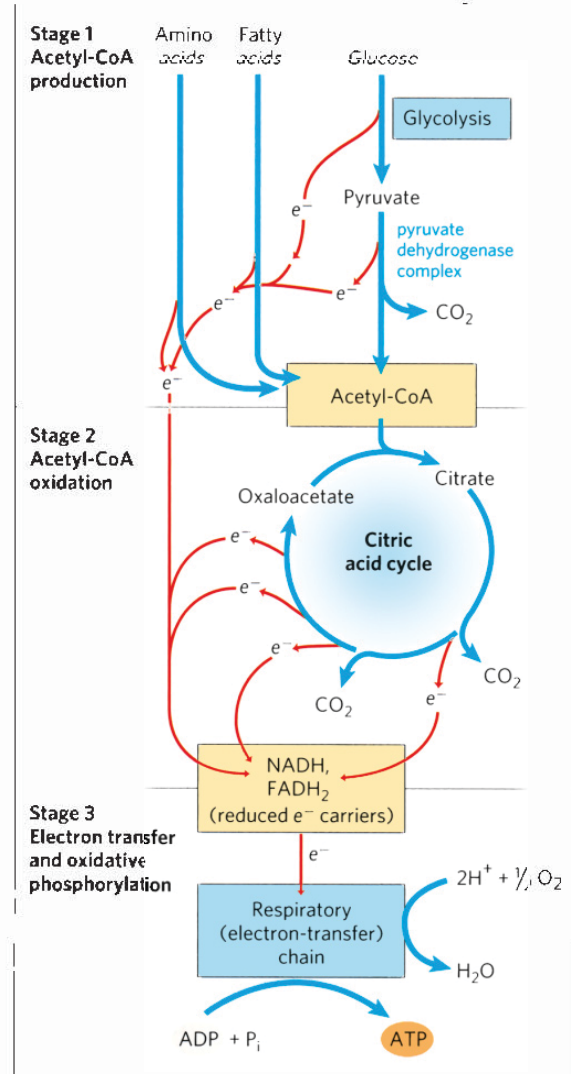 Stage 1
Acetyl-CoA
production
Amino
acids
Fatty
acids
Glucose
Glycolysis
Pyruvate
e⁻
pyruvate
dehydrogenase
complex
e⁻
e⁻
CO₂
e⁻
Acetyl-CoA
Stage 2
Acetyl-CoA
oxidation
Citrate
Oxaloacetate
Citric
acid cycle
e⁻
e⁻
e⁻
CO₂
e⁻
CO₂
NADH,
FADH₂
(reduced e⁻ carriers)
Stage 3
Electron transfer
and oxidative
phosphorylation
e⁻
2H⁺ + ½ O₂
Respiratory
(electron-transfer)
chain
H₂O
ADP + Pᵢ
ATP